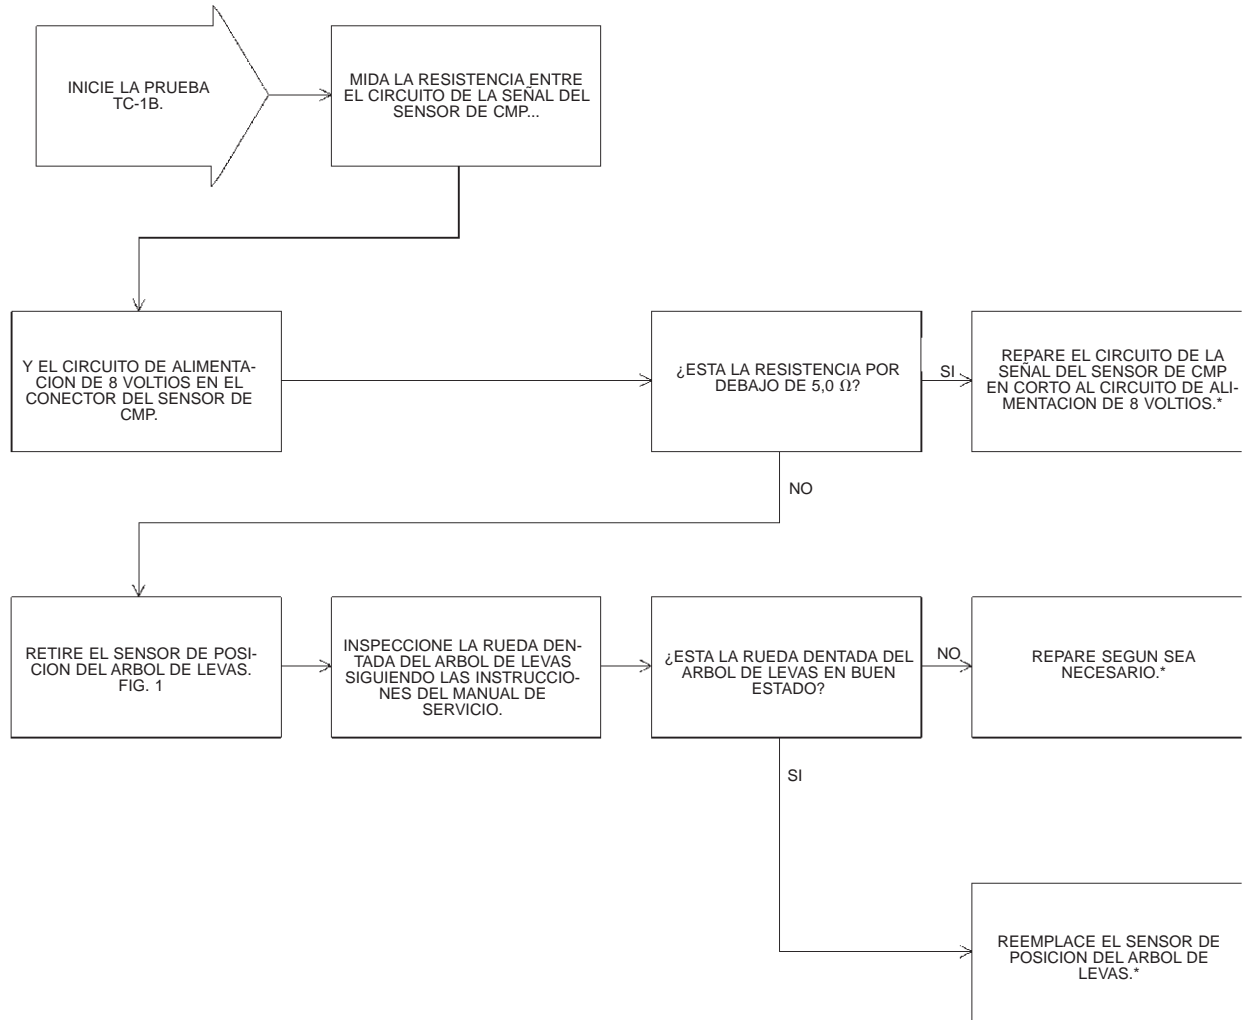 INICIE LA PRUEBA
TC-1B.
MIDA LA RESISTENCIA ENTRE
EL CIRCUITO DE LA SEÑAL DEL
SENSOR DE CMP...
Y EL CIRCUITO DE ALIMENTA-
CION DE 8 VOLTIOS EN EL
CONECTOR DEL SENSOR DE
CMP.
¿ESTA LA RESISTENCIA POR
DEBAJO DE 5,0 Ω?
SI
REPARE EL CIRCUITO DE LA
SEÑAL DEL SENSOR DE CMP
EN CORTO AL CIRCUITO DE ALI-
MENTACION DE 8 VOLTIOS.*
NO
RETIRE EL SENSOR DE POSI-
CION DEL ARBOL DE LEVAS.
FIG. 1
INSPECCIONE LA RUEDA DEN-
TADA DEL ARBOL DE LEVAS
SIGUIENDO LAS INSTRUCCIO-
NES DEL MANUAL DE
SERVICIO.
¿ESTA LA RUEDA DENTADA DEL
ARBOL DE LEVAS EN BUEN
ESTADO?
NO
REPARE SEGUN SEA
NECESARIO.*
SI
REEMPLACE EL SENSOR DE
POSICION DEL ARBOL DE
LEVAS.*